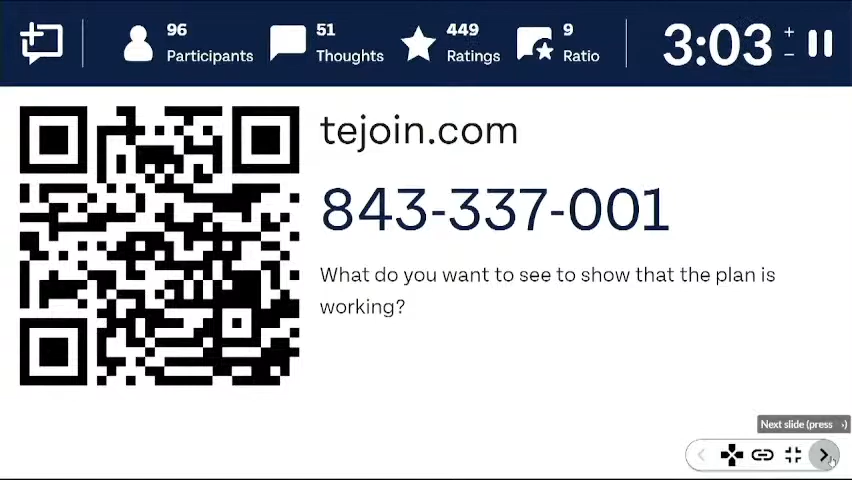 96
Participants
51
Thoughts
449
Ratings
9
Ratio
3:03
tejoin.com
843-337-001
What do you want to see to show that the plan is
working?
Next slide (press